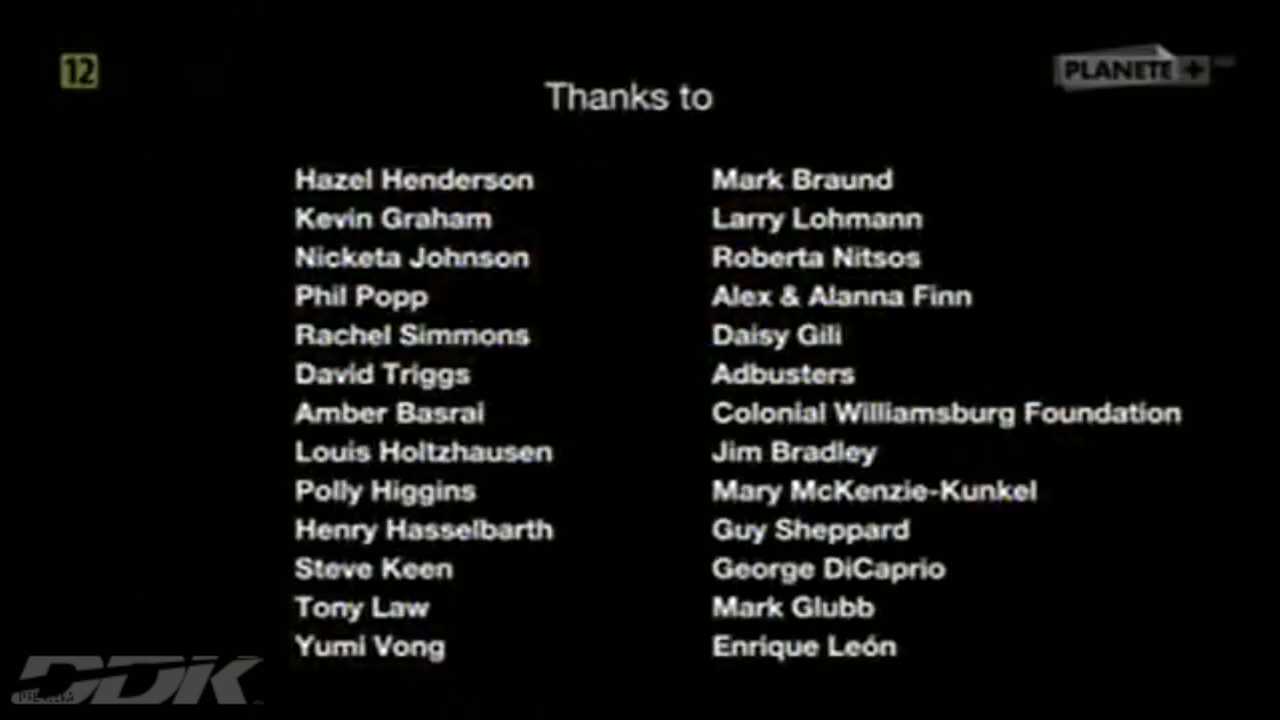 12
PLANETE +
Thanks to
Hazel Henderson
Kevin Graham
Nicketa Johnson
Phil Popp
Rachel Simmons
David Triggs
Amber Basrai
Louis Holtzhausen
Polly Higgins
Henry Hasselbarth
Steve Keen
Tony Law
Yumi Vong
Mark Braund
Larry Lohmann
Roberta Nitsos
Alex & Alanna Finn
Daisy Gili
Adbusters
Colonial Williamsburg Foundation
Jim Bradley
Mary McKenzie-Kunkel
Guy Sheppard
George DiCaprio
Mark Glubb
Enrique León
DDK